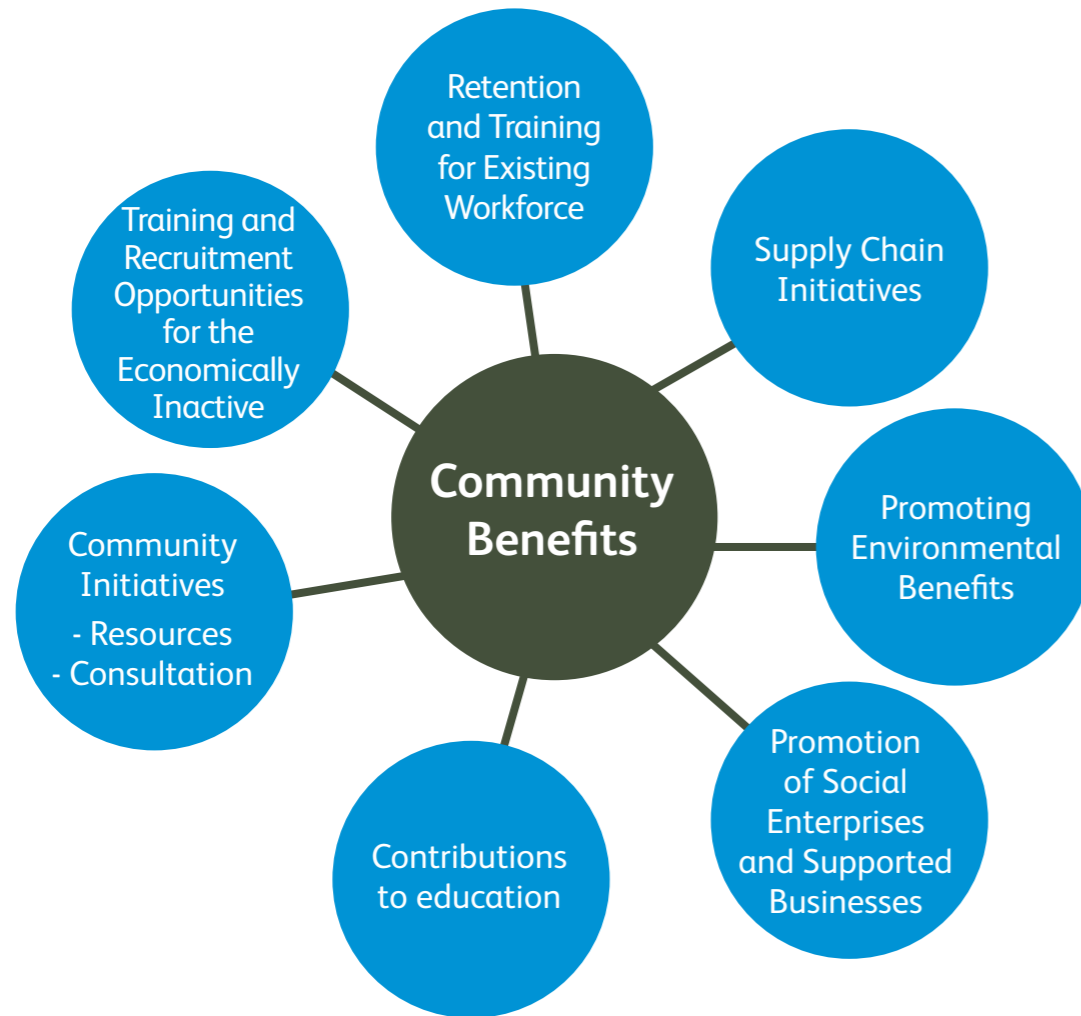 Retention
and Training
for Existing
Workforce
Supply Chain
Initiatives
Promoting
Environmental
Benefits
Promotion
of Social
Enterprises
and Supported
Businesses
Contributions
to education
Community
Initiatives
- Resources
- Consultation
Training and
Recruitment
Opportunities
for the
Economically
Inactive
Community
Benefits